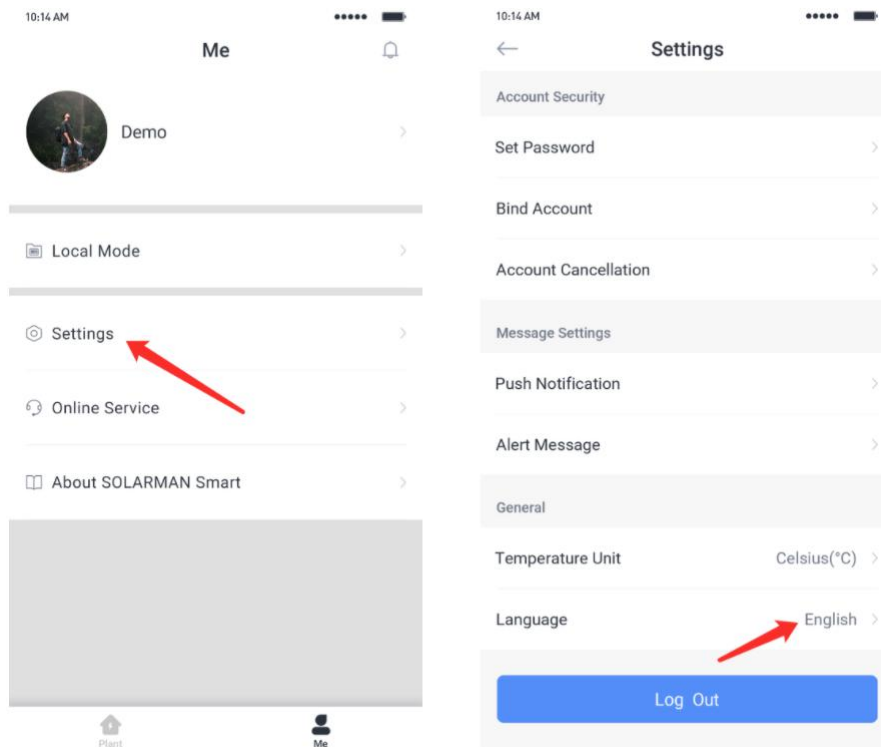 10:14 AM
Me
Demo
Local Mode
Settings
Online Service
About SOLARMAN Smart
Plant
Me
10:14 AM
Settings
Account Security
Set Password
Bind Account
Account Cancellation
Message Settings
Push Notification
Alert Message
General
Temperature Unit Celsius(°C)
Language English
Log Out